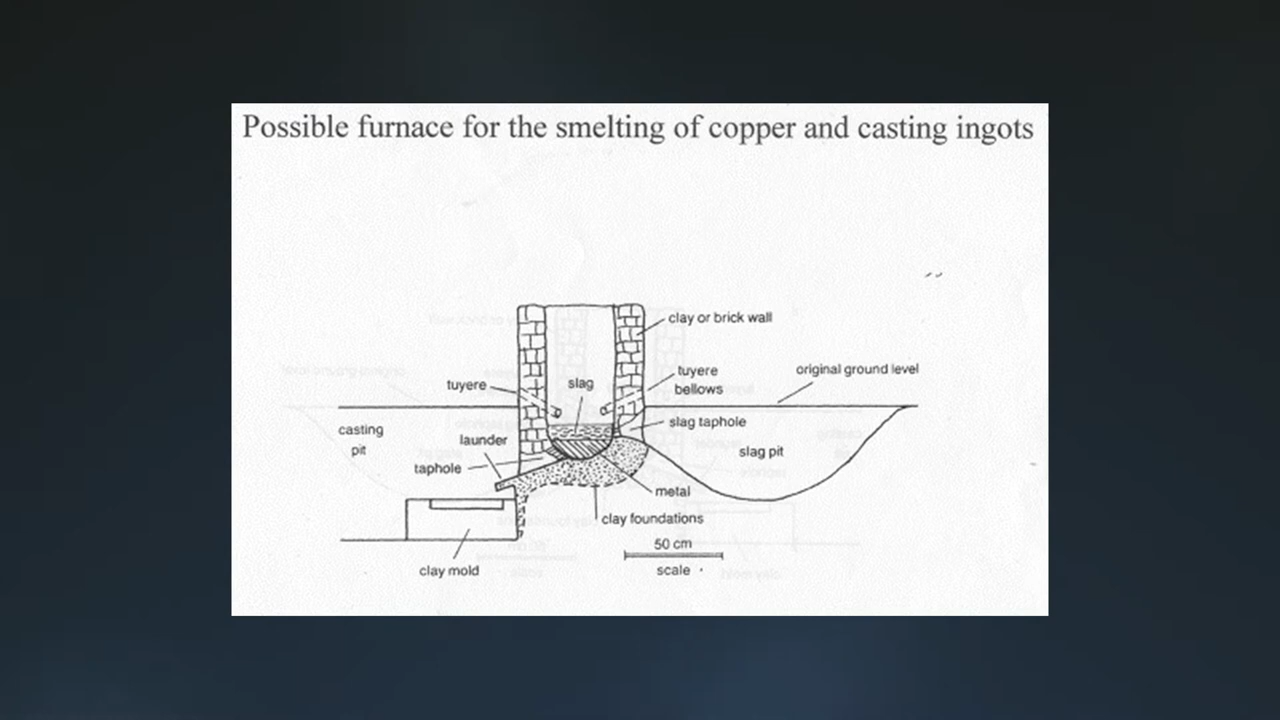 Possible furnace for the smelting of copper and casting ingots
clay or brick wall
tuyere
slag
tuyere
bellows
original ground level
casting
pit
launder
slag taphole
slag pit
taphole
metal
clay foundations
50 cm
clay mold
scale